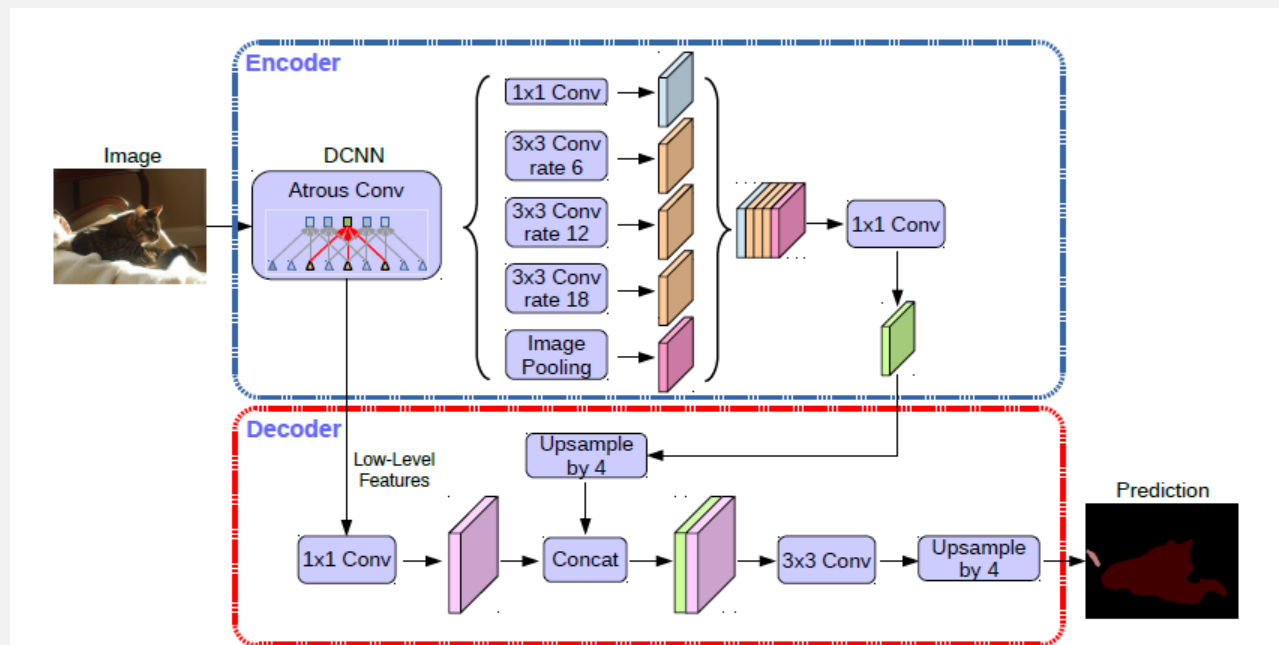 Encoder
Image
DCNN
Atrous Conv
1x1 Conv
3x3 Conv
rate 6
3x3 Conv
rate 12
3x3 Conv
rate 18
Image
Pooling
1x1 Conv
Decoder
Low-Level
Features
Upsample
by 4
1x1 Conv
Concat
3x3 Conv
Upsample
by 4
Prediction